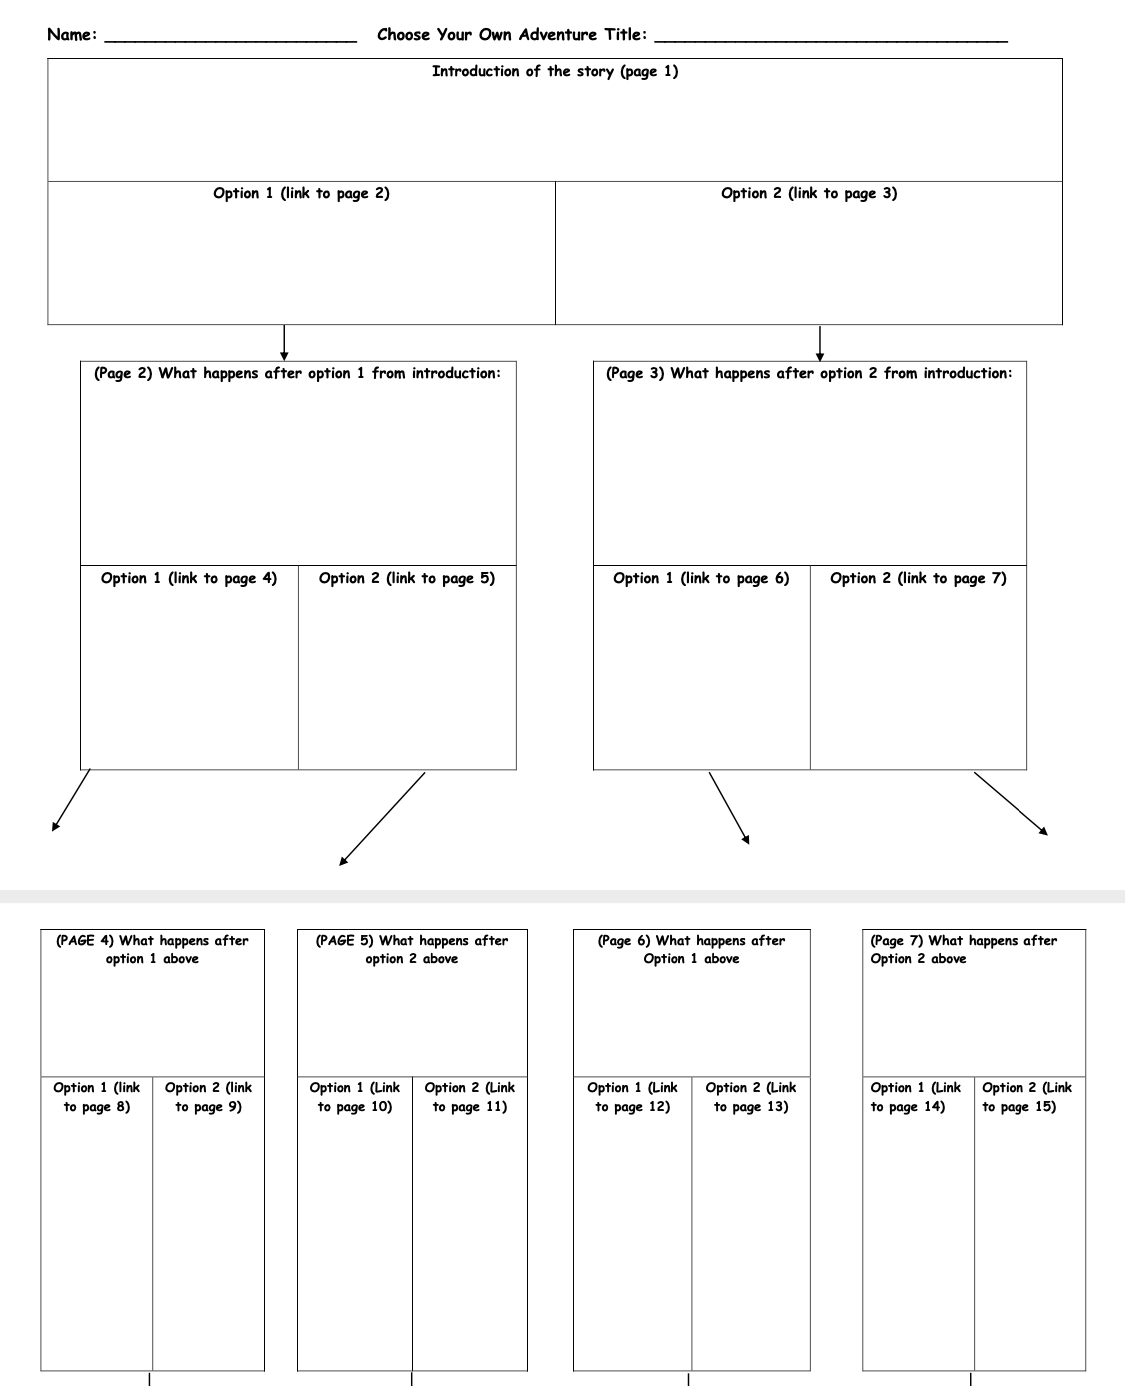 Name: _________________________ Choose Your Own Adventure Title: ___________________________________
Introduction of the story (page 1)
Option 1 (link to page 2)
Option 2 (link to page 3)
(Page 2) What happens after option 1 from introduction:
(Page 3) What happens after option 2 from introduction:
Option 1 (link to page 4)
Option 2 (link to page 5)
Option 1 (link to page 6)
Option 2 (link to page 7)
(PAGE 4) What happens after
option 1 above
(PAGE 5) What happens after
option 2 above
(Page 6) What happens after
Option 1 above
(Page 7) What happens after
Option 2 above
Option 1 (link
to page 8)
Option 2 (link
to page 9)
Option 1 (Link
to page 10)
Option 2 (Link
to page 11)
Option 1 (Link
to page 12)
Option 2 (Link
to page 13)
Option 1 (Link
to page 14)
Option 2 (Link
to page 15)